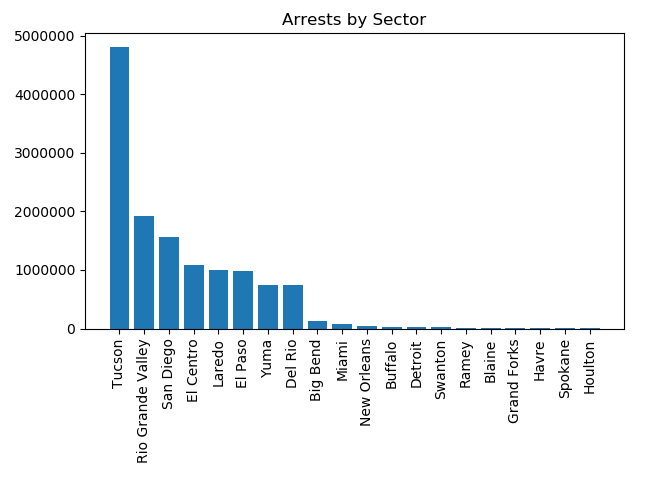 Arrests by Sector
5000000
4000000
3000000
2000000
1000000
0
Tucson
Rio Grande Valley
San Diego
El Centro
Laredo
El Paso
Yuma
Del Rio
Big Bend
Miami
New Orleans
Buffalo
Detroit
Swanton
Ramey
Blaine
Grand Forks
Havre
Spokane
Houlton